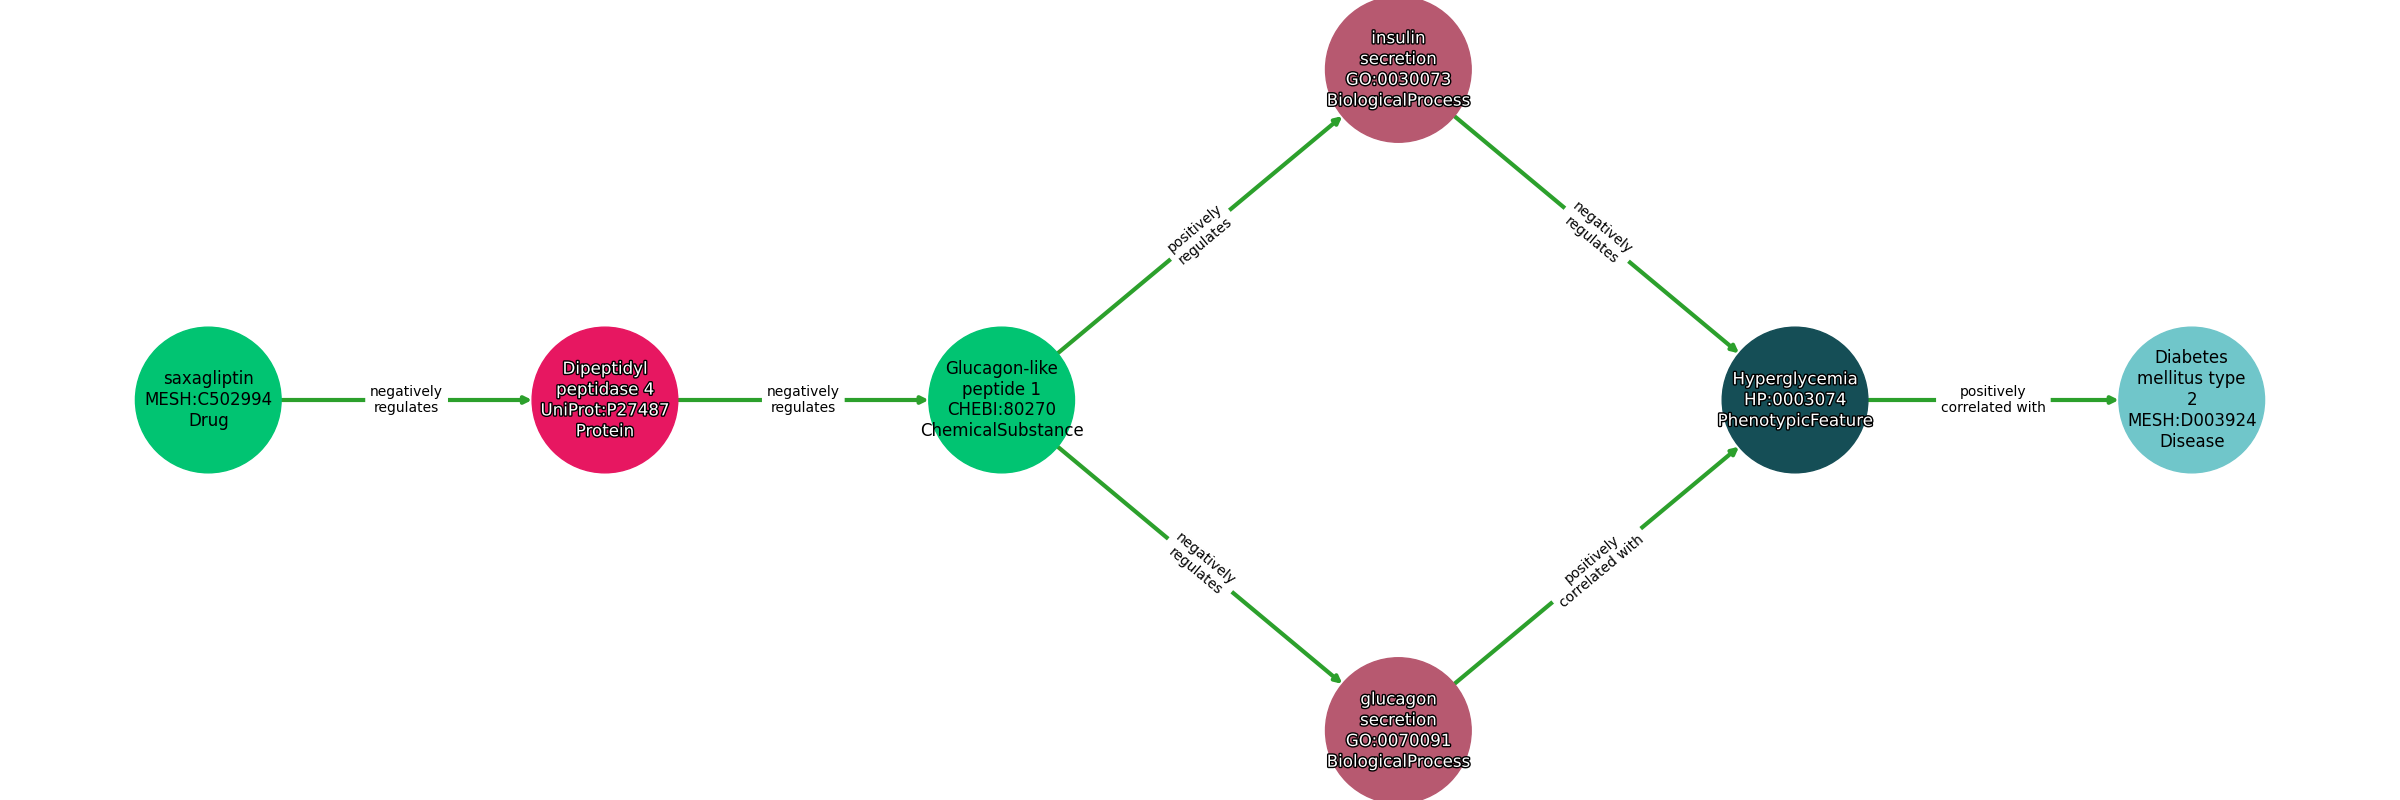 saxagliptin
MESH:C502994
Drug
negatively
regulates
Dipeptidyl
peptidase 4
UniProt:P27487
Protein
negatively
regulates
Glucagon-like
peptide 1
CHEBI:80270
ChemicalSubstance
positively
regulates
insulin
secretion
GO:0030073
BiologicalProcess
negatively
regulates
negatively
regulates
glucagon
secretion
GO:0070091
BiologicalProcess
positively
correlated with
Hyperglycemia
HP:0003074
PhenotypicFeature
positively
correlated with
Diabetes
mellitus type
2
MESH:D003924
Disease